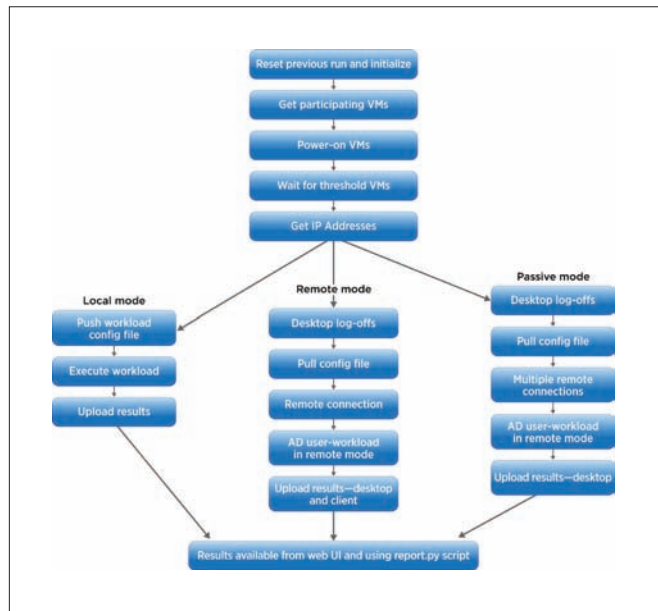 Reset previous run and initialize
Get participating VMs
Power-on VMs
Wait for threshold VMs
Get IP Addresses
Local mode
Push workload
config file
Execute workload
Upload results
Remote mode
Desktop log-offs
Pull config file
Remote connection
AD user-workload
in remote mode
Upload results—desktop
and client
Passive mode
Desktop log-offs
Pull config file
Multiple remote
connections
AD user-workload
in remote mode
Upload results—desktop
Results available from web UI and using report.py script